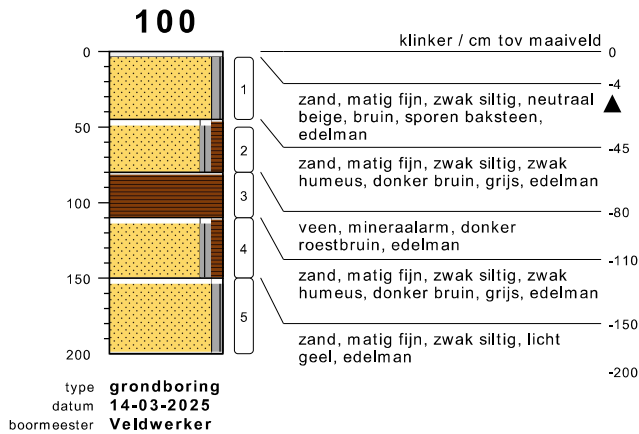 100
klinker / cm tov maaiveld
0
0
-4
1
zand, matig fijn, zwak siltig, neutraal
beige, bruin, sporen baksteen,
edelman
-45
50
2
zand, matig fijn, zwak siltig, zwak
humeus, donker bruin, grijs, edelman
-80
100
3
veen, mineraalarm, donker
roestbruin, edelman
-110
4
zand, matig fijn, zwak siltig, zwak
humeus, donker bruin, grijs, edelman
150
-150
5
zand, matig fijn, zwak siltig, licht
geel, edelman
200
-200
type grondboring
datum 14-03-2025
boormeester Veldwerker